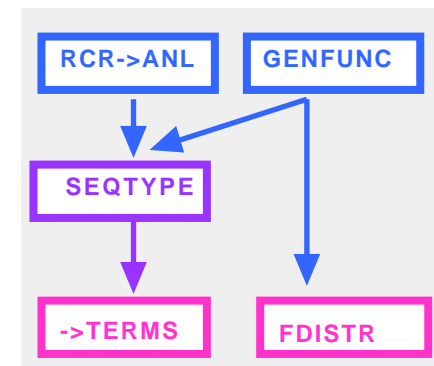 RCR->ANL
GENFUNC
SEQTYPE
->TERMS
FDISTR